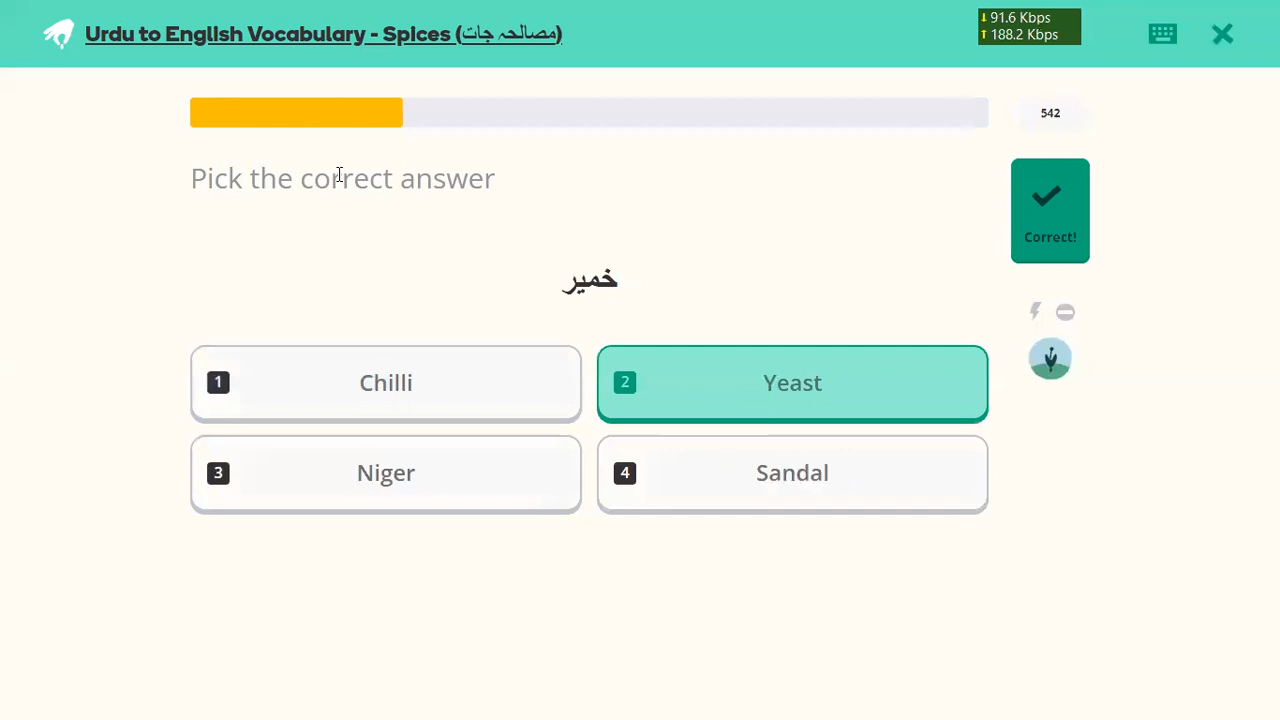 Urdu to English Vocabulary - Spices (مصالحہ جات)
↓ 91.6 Kbps
↑ 188.2 Kbps
542
Pick the correct answer
Correct!
خمیر
1 Chilli
2 Yeast
3 Niger
4 Sandal